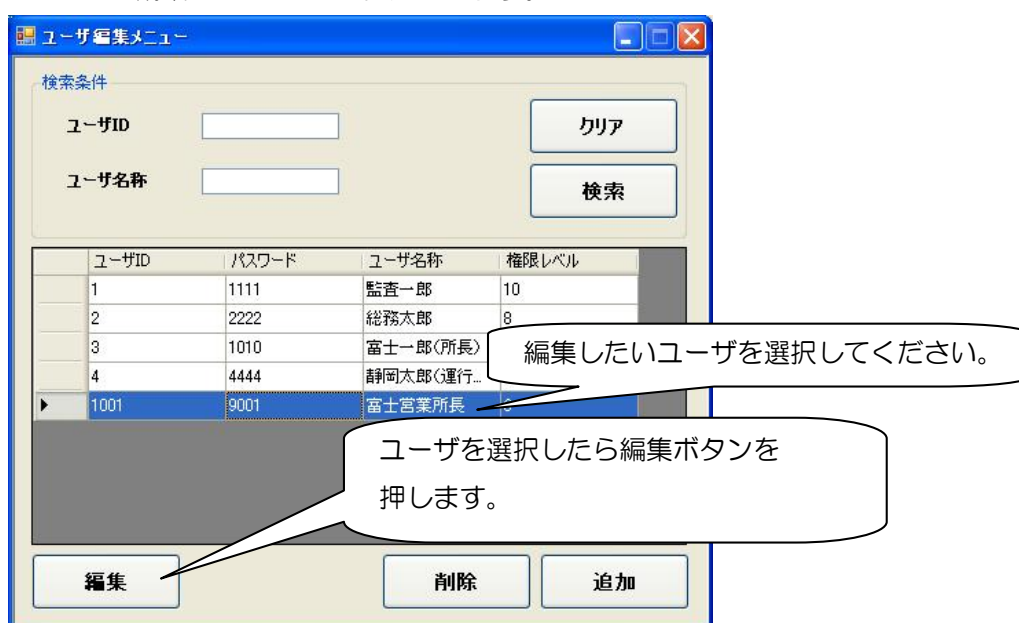 ユーザ編集メニュー
検索条件
ユーザID
クリア
ユーザ名称
検索
ユーザID パスワード ユーザ名称 権限レベル
1 1111 監査一郎 10
2 2222 総務太郎 8
3 1010 富士一郎(所長)
4 4444 静岡太郎(運行...
1001 9001 富士営業所長
編集したいユーザを選択してください。
ユーザを選択したら編集ボタンを
押します。
編集 削除 追加